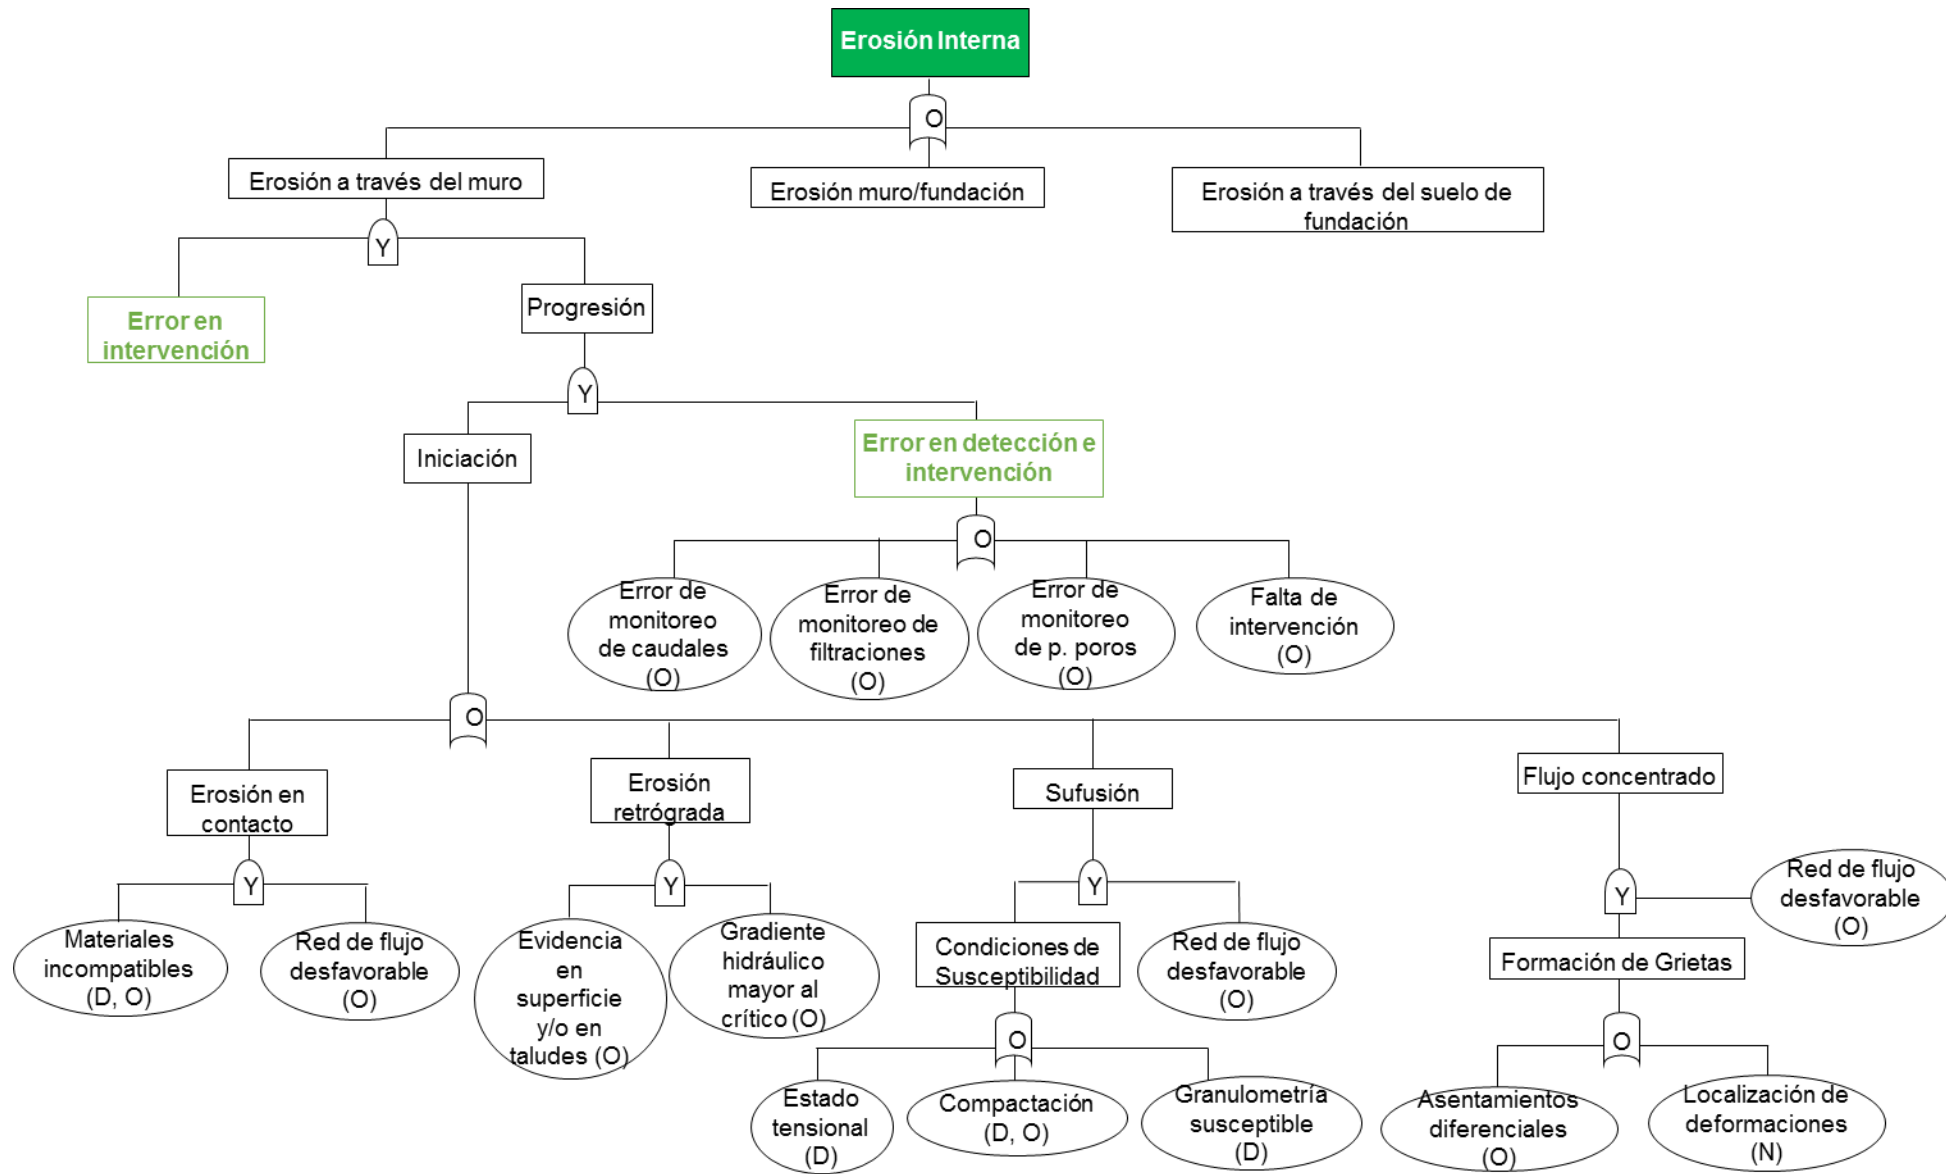 Erosión Interna
O
Erosión a través del muro
Erosión muro/fundación
Erosión a través del suelo de
fundación
Y
Error en
intervención
Progresión
Y
Iniciación
Error en detección e
intervención
O
Error de
monitoreo
de caudales
(O)
Error de
monitoreo de
filtraciones
(O)
Error de
monitoreo
de p. poros
(O)
Falta de
intervención
(O)
O
Erosión en
contacto
Erosión
retrógrada
Sufusión
Flujo concentrado
Y
Y
Y
Y
Red de flujo
desfavorable
(O)
Materiales
incompatibles
(D, O)
Red de flujo
desfavorable
(O)
Evidencia
en
superficie
y/o en
taludes (O)
Gradiente
hidráulico
mayor al
crítico (O)
Condiciones de
Susceptibilidad
Red de flujo
desfavorable
(O)
Formación de Grietas
O
O
Estado
tensional
(D)
Compactación
(D, O)
Granulometría
susceptible
(D)
Asentamientos
diferenciales
(O)
Localización de
deformaciones
(N)